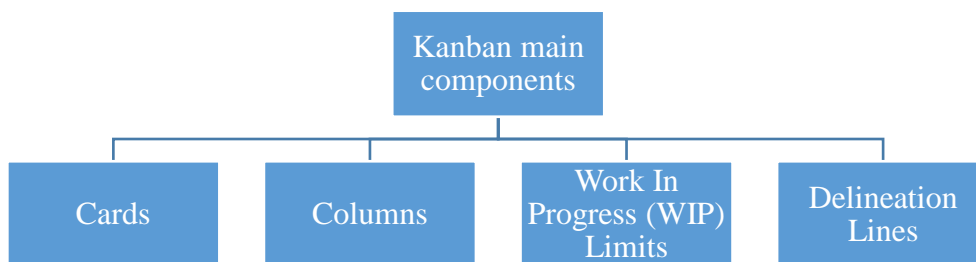 Kanban main
components
Cards
Columns
Work In
Progress (WIP)
Limits
Delineation
Lines